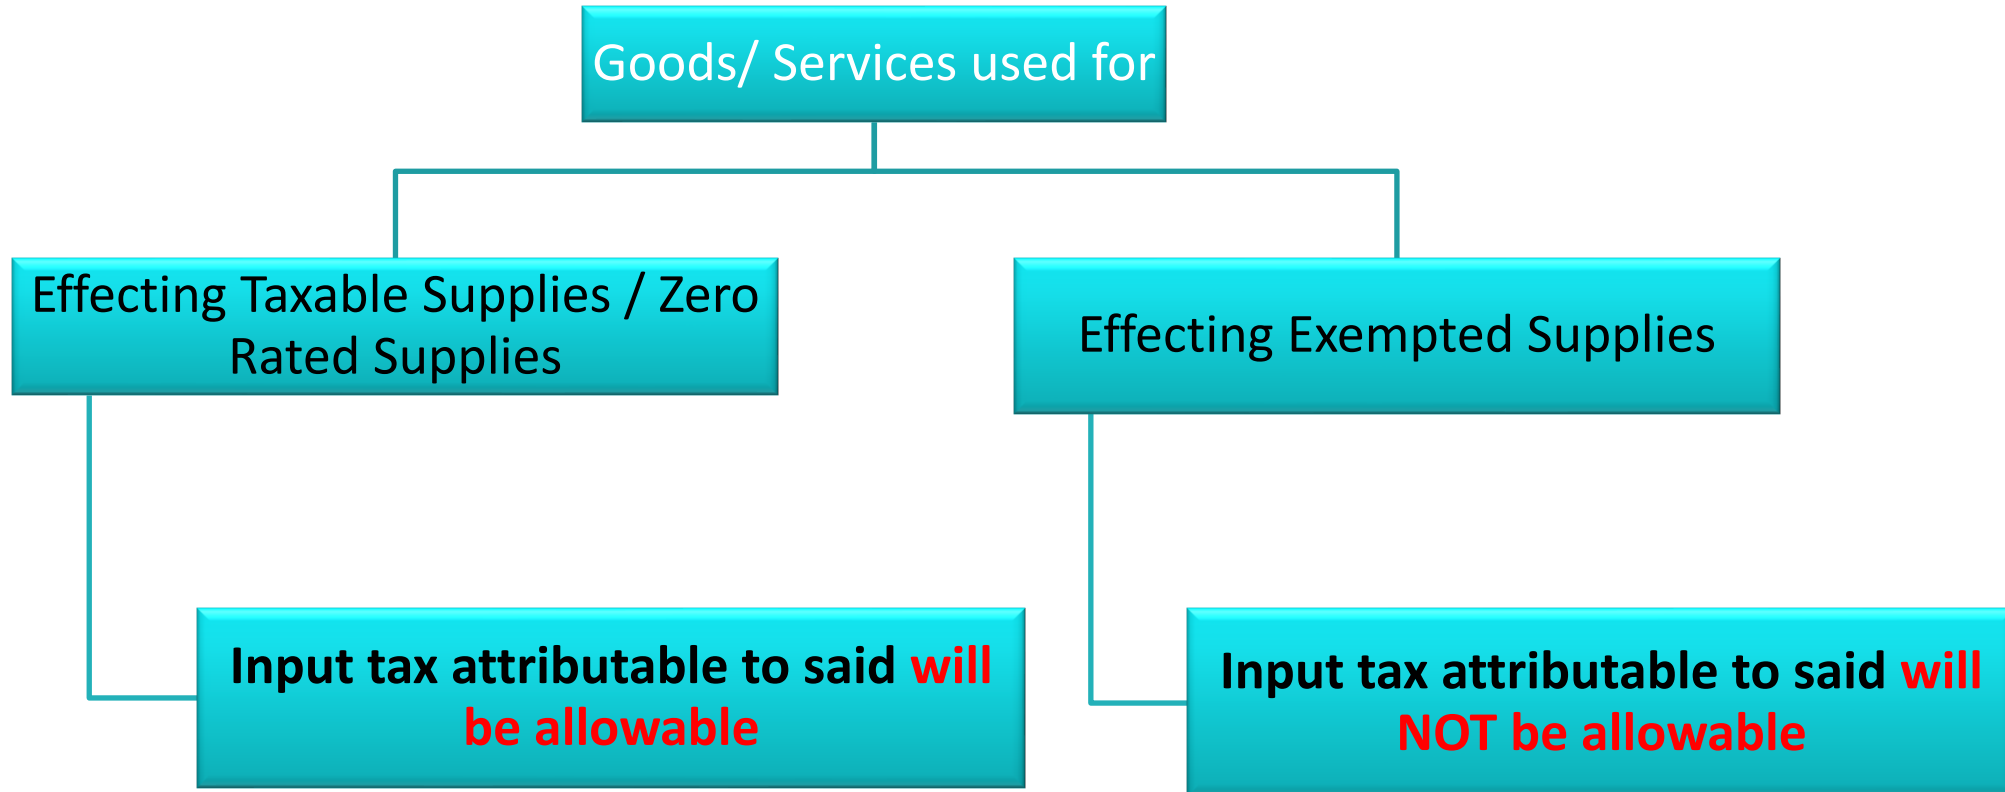 Goods/ Services used for
Effecting Taxable Supplies / Zero
Rated Supplies
Effecting Exempted Supplies
Input tax attributable to said will
be allowable
Input tax attributable to said will
NOT be allowable